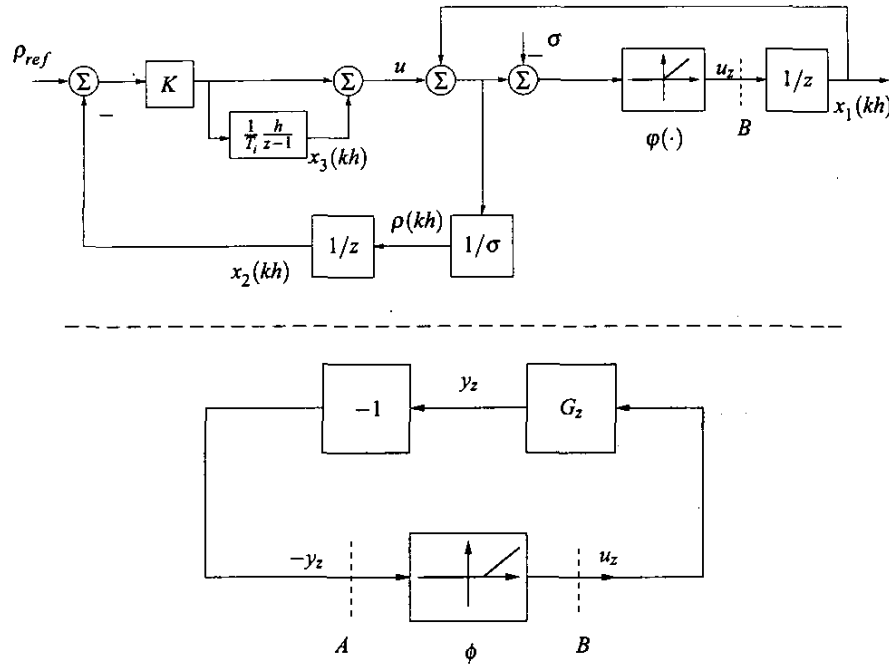 ρ_ref
Σ
K
Σ
u
Σ
− σ
Σ
φ(·)
u_z
B
1/z
x_1(kh)
−
1/T_i h/(z−1)
x_3(kh)
x_2(kh)
1/z
ρ(kh)
1/σ
−1
y_z
G_z
−y_z
A
ϕ
u_z
B